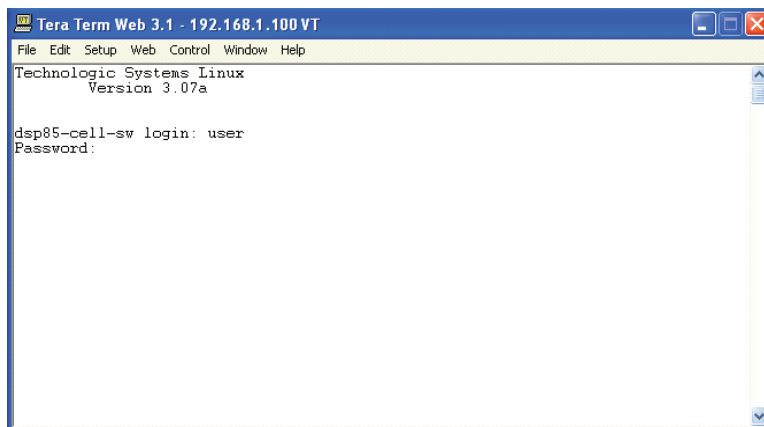 Tera Term Web 3.1 - 192.168.1.100 VT
File Edit Setup Web Control Window Help
Technologic Systems Linux
Version 3.07a
dsp85-cell-sw login: user
Password: